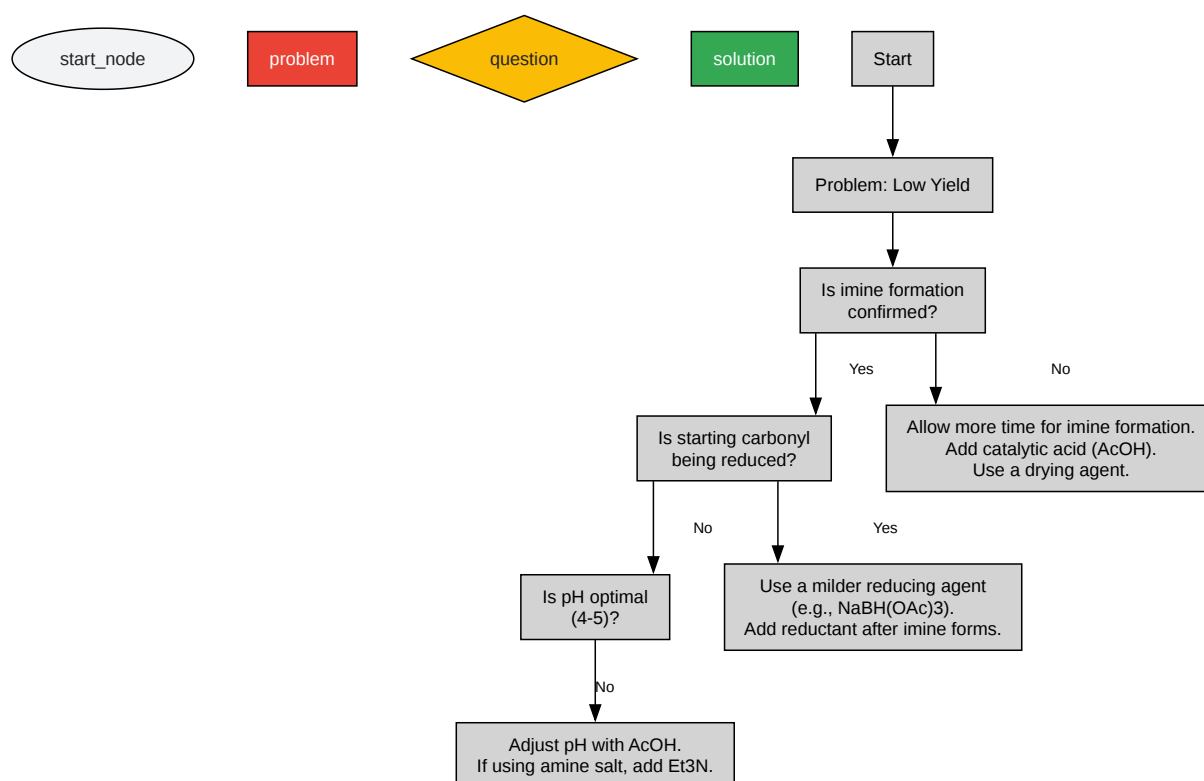 start_node
problem
question
solution
Start
Problem: Low Yield
Is imine formation
confirmed?
Yes
No
Is starting carbonyl
being reduced?
Allow more time for imine formation.
Add catalytic acid (AcOH).
Use a drying agent.
No
Yes
Is pH optimal
(4-5)?
Use a milder reducing agent
(e.g., NaBH(OAc)3).
Add reductant after imine forms.
No
Adjust pH with AcOH.
If using amine salt, add Et3N.